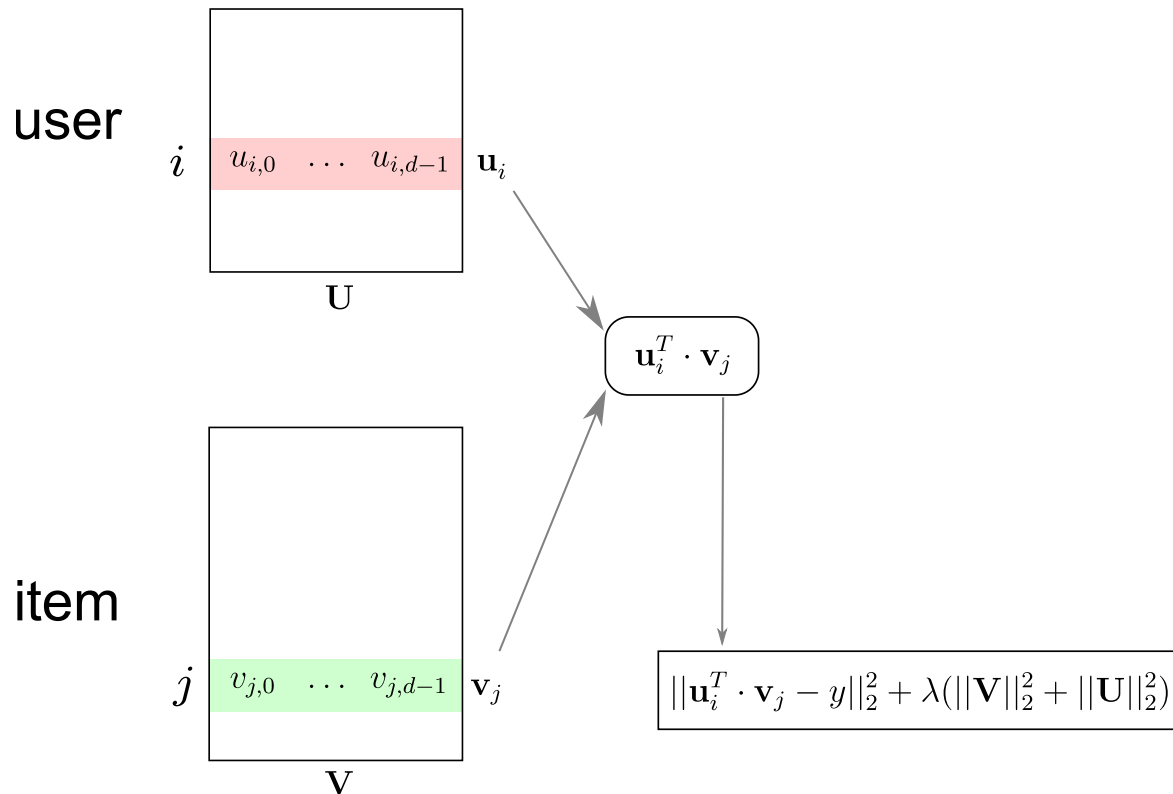 user
i
u_{i,0} … u_{i,d−1}
𝐮_i
𝐔
𝐮_i^T · 𝐯_j
item
j
v_{j,0} … v_{j,d−1}
𝐯_j
||𝐮_i^T · 𝐯_j − y||_2^2 + λ(||𝐕||_2^2 + ||𝐔||_2^2)
𝐕